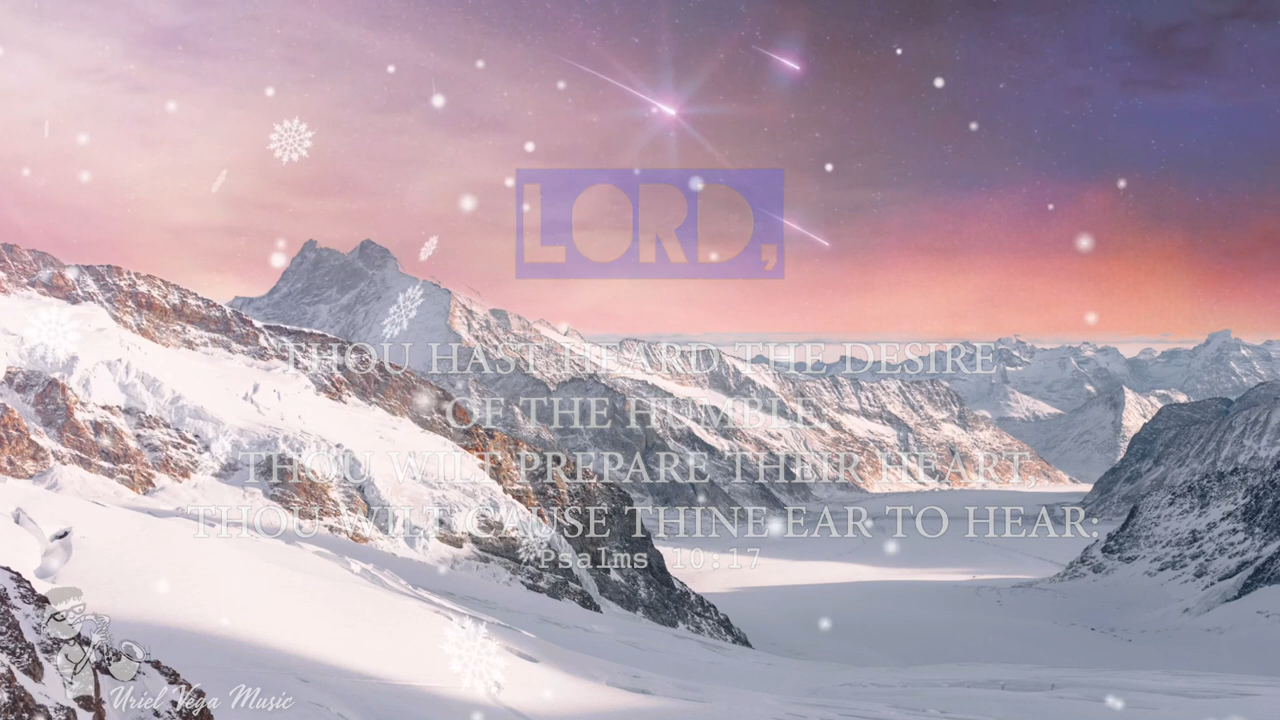 LORD,
THOU HAST HEARD THE DESIRE
OF THE HUMBLE:
THOU WILT PREPARE THEIR HEART,
THOU WILT CAUSE THINE EAR TO HEAR:
Psalms 10:17
Uriel Vega Music